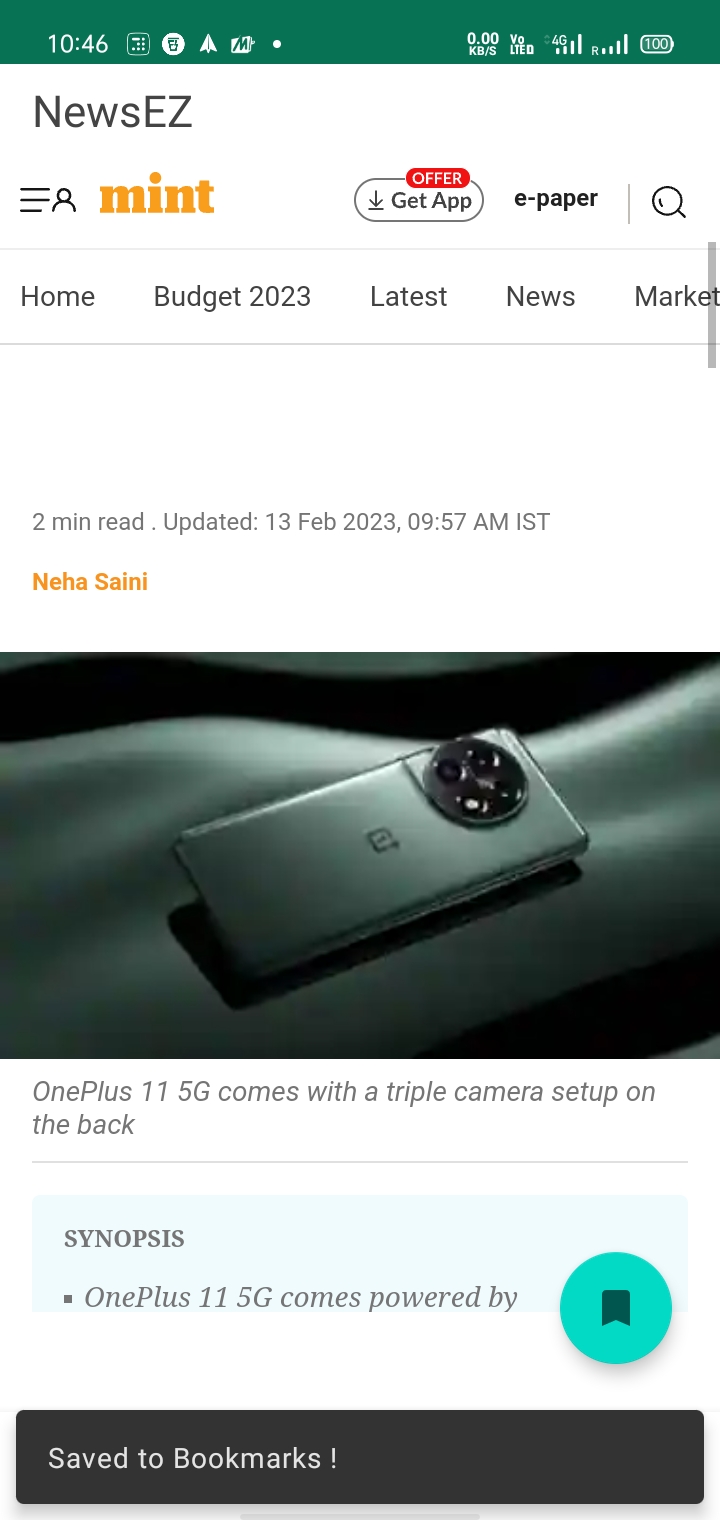 10:46
0.00 KB/S Vo LTE 4G R 100
NewsEZ
mint
OFFER
Get App
e-paper
Home Budget 2023 Latest News Market
2 min read . Updated: 13 Feb 2023, 09:57 AM IST
Neha Saini
OnePlus 11 5G comes with a triple camera setup on
the back
SYNOPSIS
▪ OnePlus 11 5G comes powered by
Saved to Bookmarks !